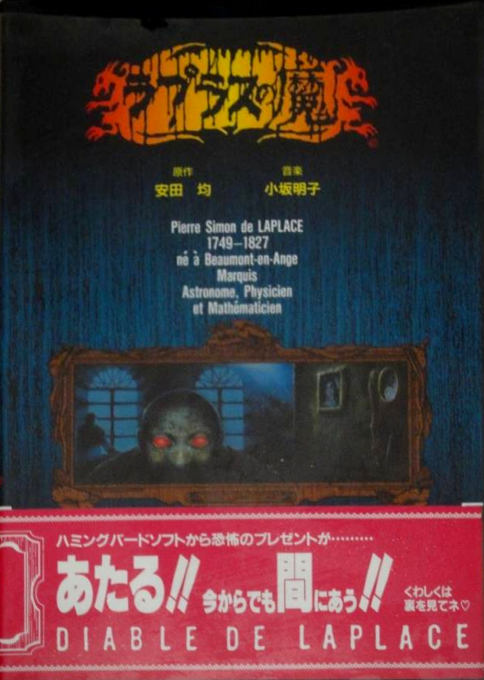 ラプラスの魔
原作
安田 均
音楽
小坂明子
Pierre Simon de LAPLACE
1749–1827
né à Beaumont-en-Ange
Marquis
Astronome, Physicien
et Mathématicien
ハミングバードソフトから恐怖のプレゼントが………
あたる!! 今からでも間にあう!!
くわしくは
裏を見てネ♡
DIABLE DE LAPLACE